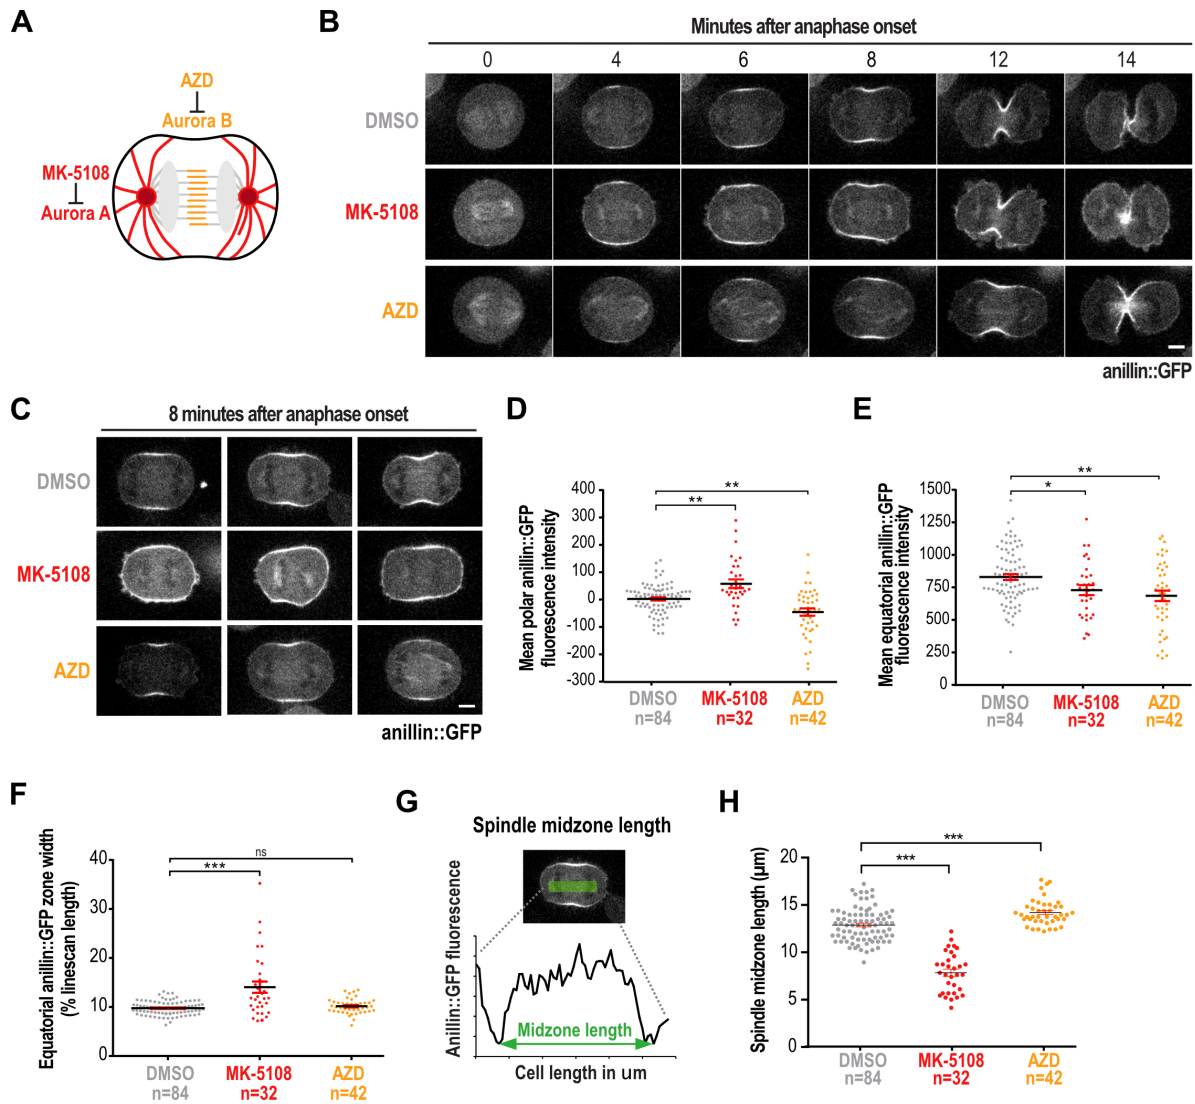 A
AZD
Aurora B
MK-5108
Aurora A
B
Minutes after anaphase onset
0 4 6 8 12 14
DMSO
MK-5108
AZD
anillin::GFP
C
8 minutes after anaphase onset
DMSO
MK-5108
AZD
anillin::GFP
D
Mean polar anillin::GFP
fluorescence intensity
400
300
200
100
0
-100
-200
-300
**
**
DMSO MK-5108 AZD
n=84 n=32 n=42
E
Mean equatorial anillin::GFP
fluorescence intensity
1500
1250
1000
750
500
250
0
**
*
DMSO MK-5108 AZD
n=84 n=32 n=42
F
Equatorial anillin::GFP zone width
(% linescan length)
40
30
20
10
0
ns
***
DMSO MK-5108 AZD
n=84 n=32 n=42
G
Spindle midzone length
Anillin::GFP fluorescence
Midzone length
Cell length in um
H
Spindle midzone length (µm)
20
15
10
5
0
***
***
DMSO MK-5108 AZD
n=84 n=32 n=42